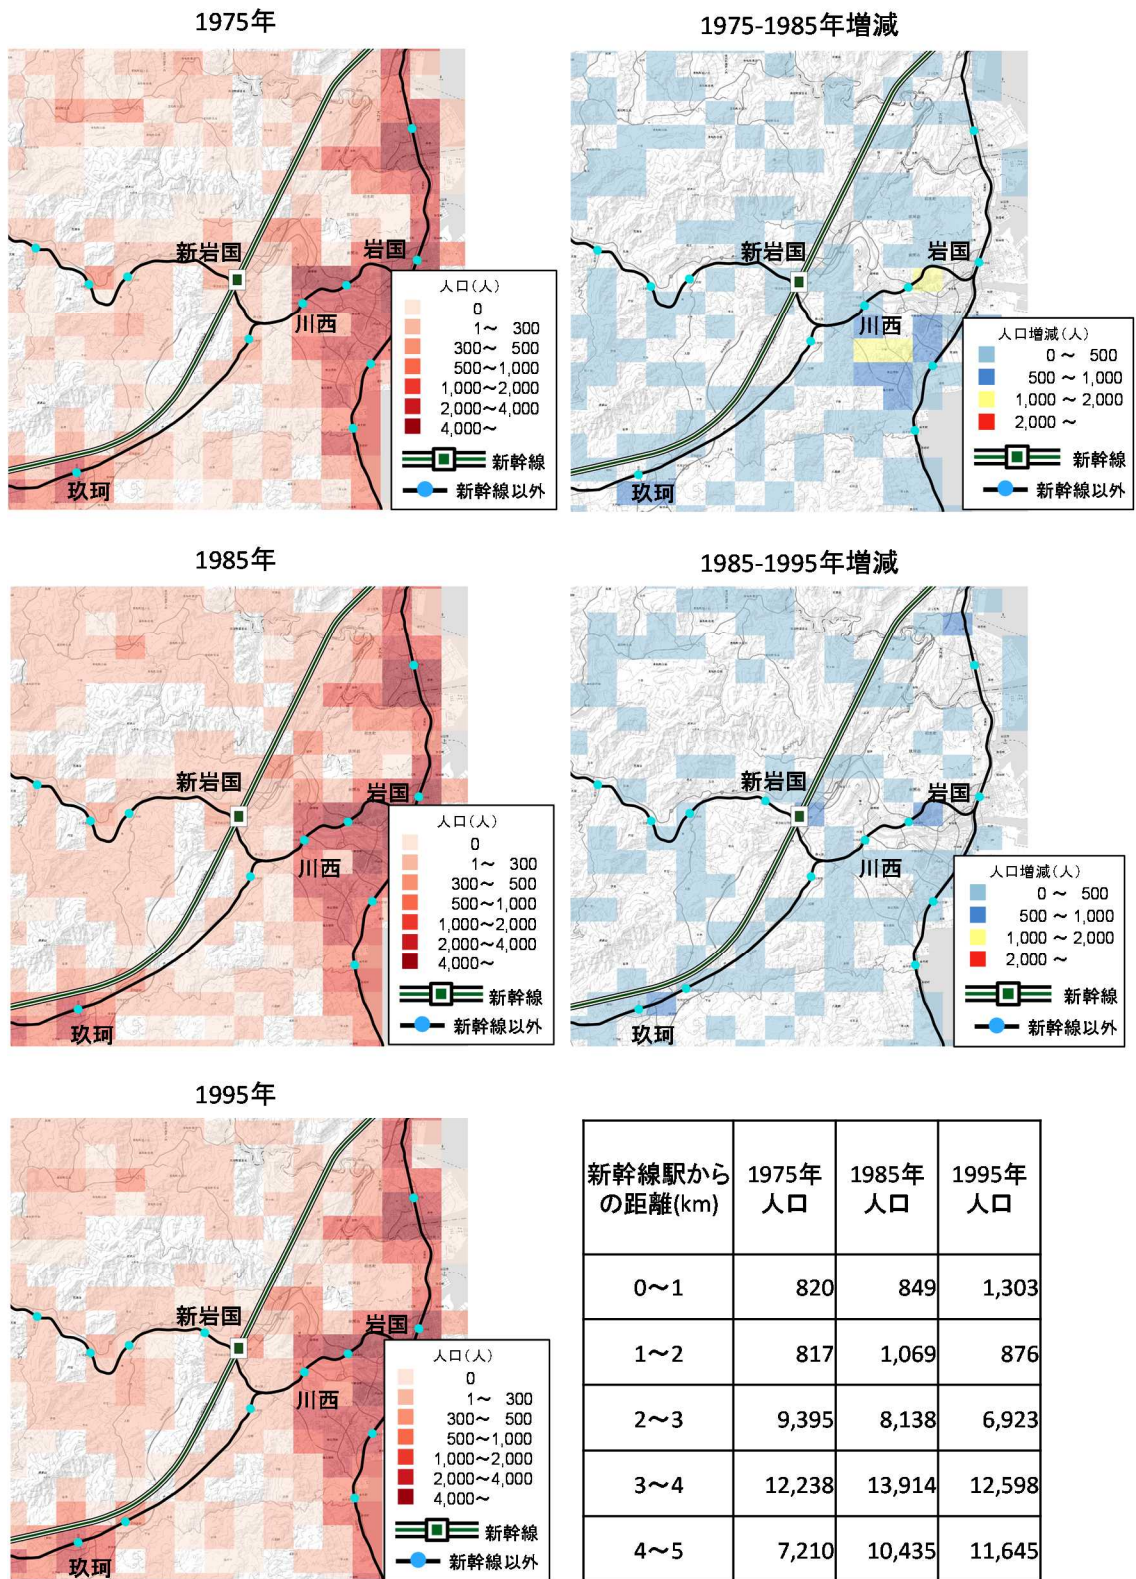 1975年
新岩国
岩国
川西
玖珂
人口(人)
0
1～ 300
300～ 500
500～1,000
1,000～2,000
2,000～4,000
4,000～
新幹線
新幹線以外
1975-1985年増減
新岩国
岩国
川西
玖珂
人口増減(人)
0 ～ 500
500 ～ 1,000
1,000 ～ 2,000
2,000 ～
新幹線
新幹線以外
1985年
新岩国
岩国
川西
玖珂
人口(人)
0
1～ 300
300～ 500
500～1,000
1,000～2,000
2,000～4,000
4,000～
新幹線
新幹線以外
1985-1995年増減
新岩国
岩国
川西
玖珂
人口増減(人)
0 ～ 500
500 ～ 1,000
1,000 ～ 2,000
2,000 ～
新幹線
新幹線以外
1995年
新岩国
岩国
川西
玖珂
人口(人)
0
1～ 300
300～ 500
500～1,000
1,000～2,000
2,000～4,000
4,000～
新幹線
新幹線以外
新幹線駅から 1975年 1985年 1995年
の距離(km) 人口 人口 人口
0～1 820 849 1,303
1～2 817 1,069 876
2～3 9,395 8,138 6,923
3～4 12,238 13,914 12,598
4～5 7,210 10,435 11,645